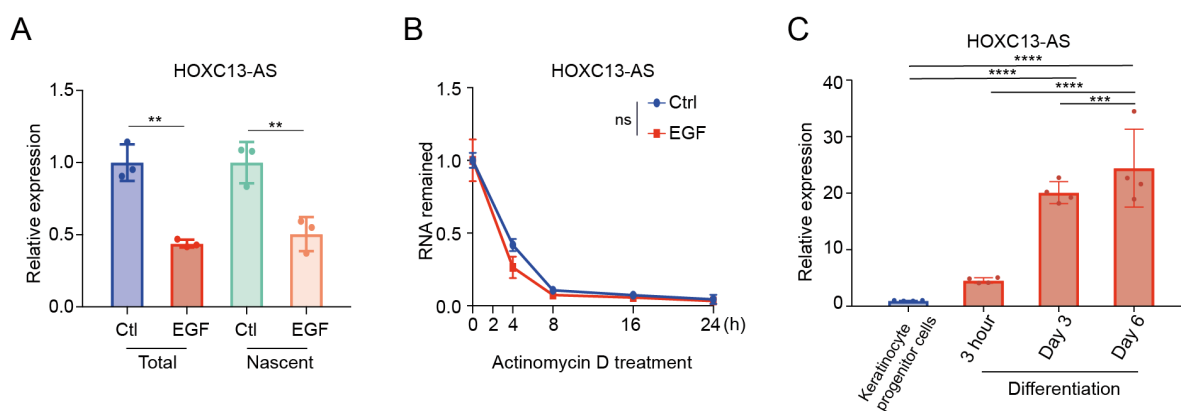 A
HOXC13-AS
Relative expression
1.5
1.0
0.5
0.0
**
**
Ctl
EGF
Ctl
EGF
Total
Nascent
B
HOXC13-AS
RNA remained
1.5
1.0
0.5
0.0
ns
Ctrl
EGF
0 2 4 8 16 24 (h)
Actinomycin D treatment
C
HOXC13-AS
Relative expression
40
30
20
10
0
****
****
****
***
Keratinocyte
progenitor cells
3 hour
Day 3
Day 6
Differentiation